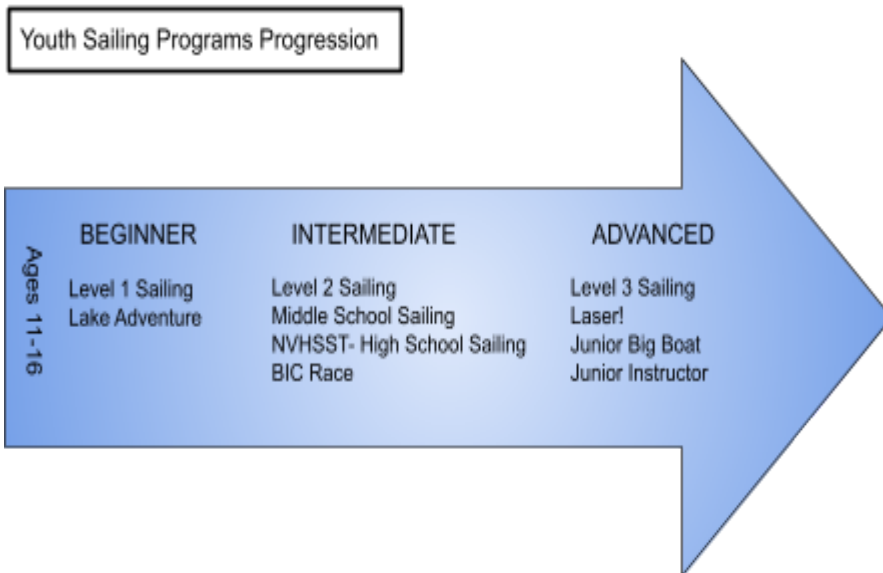 Youth Sailing Programs Progression
Ages 11-16
BEGINNER
Level 1 Sailing
Lake Adventure
INTERMEDIATE
Level 2 Sailing
Middle School Sailing
NVHSST- High School Sailing
BIC Race
ADVANCED
Level 3 Sailing
Laser!
Junior Big Boat
Junior Instructor